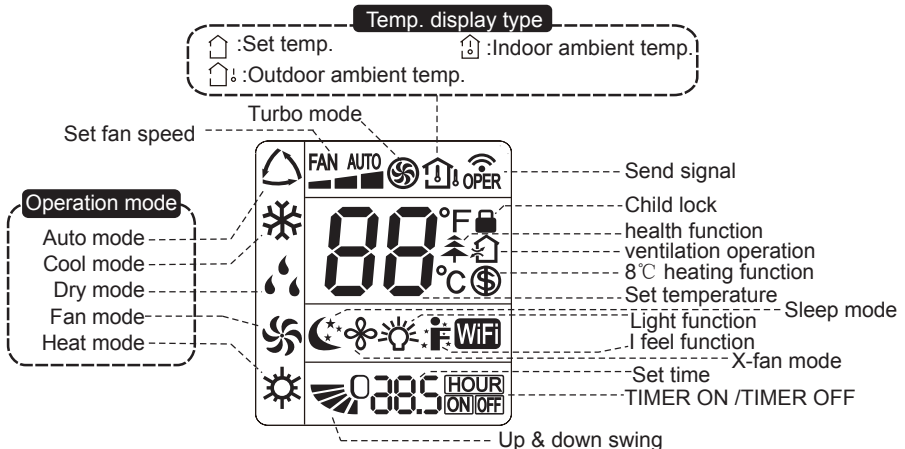 Temp. display type
:Set temp. :Indoor ambient temp.
:Outdoor ambient temp.
Turbo mode
Set fan speed
FAN AUTO
OPER
Send signal
Child lock
health function
ventilation operation
8℃ heating function
Set temperature
Sleep mode
Light function
I feel function
X-fan mode
Set time
TIMER ON /TIMER OFF
Up & down swing
Operation mode
Auto mode
Cool mode
Dry mode
Fan mode
Heat mode
88 °F
°C
WiFi
038.5 HOUR
ON OFF